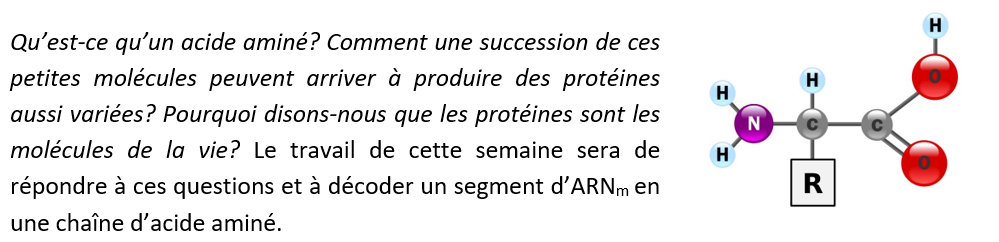 Qu’est-ce qu’un acide aminé? Comment une succession de ces
petites molécules peuvent arriver à produire des protéines
aussi variées? Pourquoi disons-nous que les protéines sont les
molécules de la vie? Le travail de cette semaine sera de
répondre à ces questions et à décoder un segment d’ARNm en
une chaîne d’acide aminé.
H
H
H
N
C
C
O
H
O
R